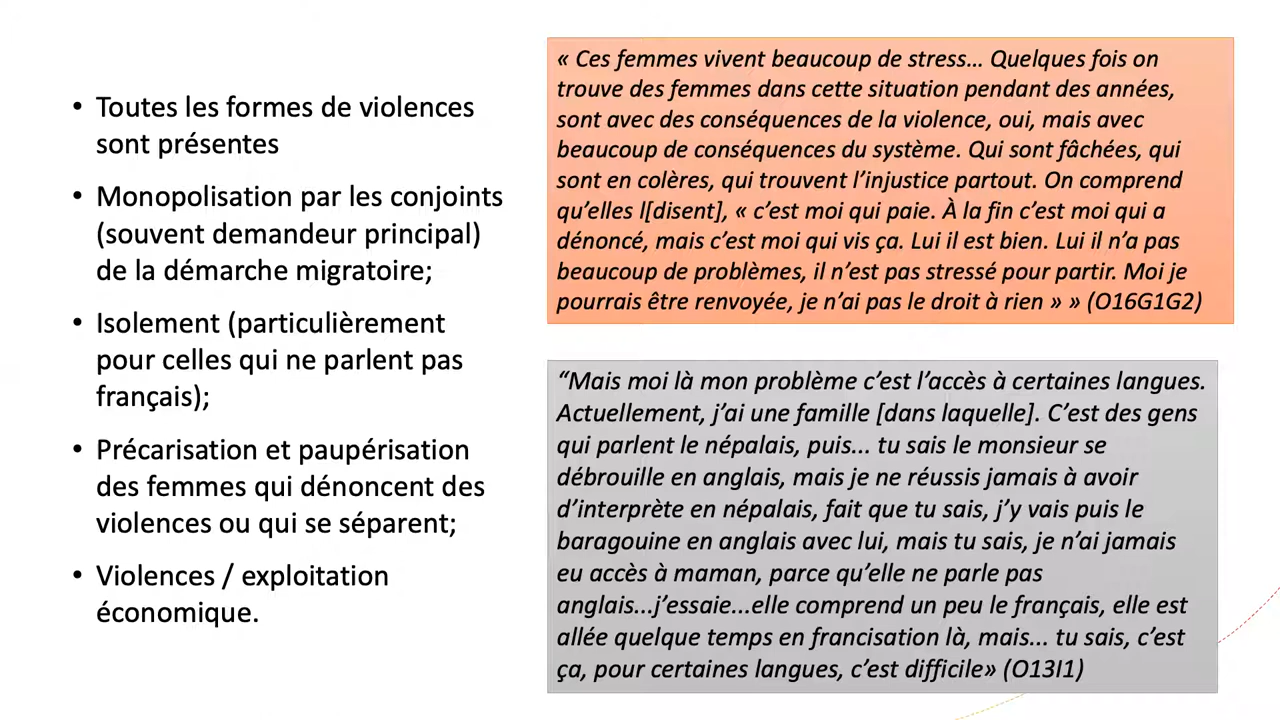 • Toutes les formes de violences
sont présentes
• Monopolisation par les conjoints
(souvent demandeur principal)
de la démarche migratoire;
• Isolement (particulièrement
pour celles qui ne parlent pas
français);
• Précarisation et paupérisation
des femmes qui dénoncent des
violences ou qui se séparent;
• Violences / exploitation
économique.
« Ces femmes vivent beaucoup de stress... Quelques fois on
trouve des femmes dans cette situation pendant des années,
sont avec des conséquences de la violence, oui, mais avec
beaucoup de conséquences du système. Qui sont fâchées, qui
sont en colères, qui trouvent l’injustice partout. On comprend
qu’elles l[disent], « c’est moi qui paie. À la fin c’est moi qui a
dénoncé, mais c’est moi qui vis ça. Lui il est bien. Lui il n’a pas
beaucoup de problèmes, il n’est pas stressé pour partir. Moi je
pourrais être renvoyée, je n’ai pas le droit à rien » » (O16G1G2)
“Mais moi là mon problème c’est l’accès à certaines langues.
Actuellement, j’ai une famille [dans laquelle]. C’est des gens
qui parlent le népalais, puis... tu sais le monsieur se
débrouille en anglais, mais je ne réussis jamais à avoir
d’interprète en népalais, fait que tu sais, j’y vais puis le
baragouine en anglais avec lui, mais tu sais, je n’ai jamais
eu accès à maman, parce qu’elle ne parle pas
anglais...j’essaie...elle comprend un peu le français, elle est
allée quelque temps en francisation là, mais... tu sais, c’est
ça, pour certaines langues, c’est difficile» (O13I1)